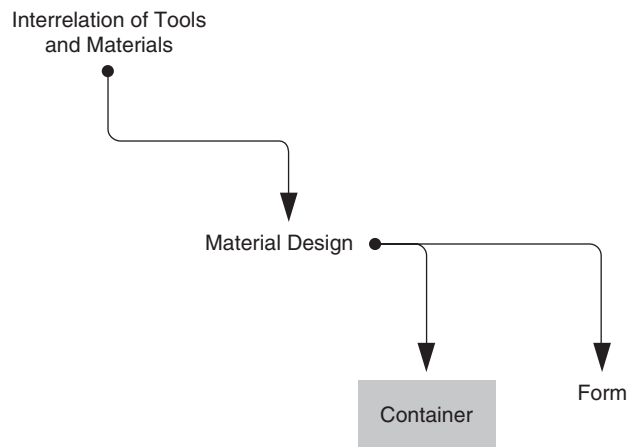 Interrelation of Tools
and Materials
Material Design
Form
Container